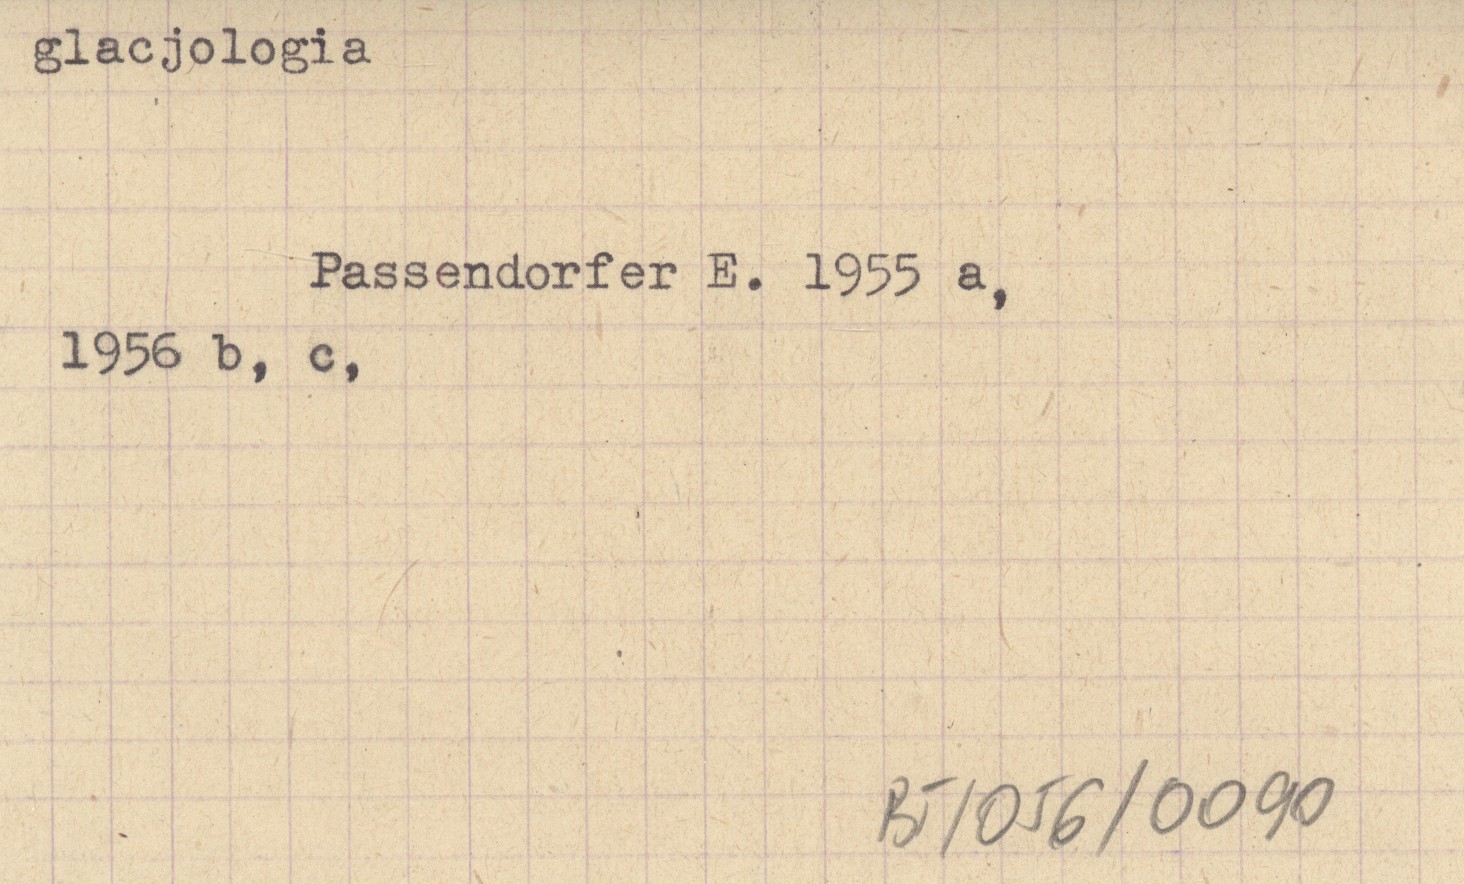 glacjologia
Passendorfer E. 1955 a,
1956 b, c,
BJ/056/0090